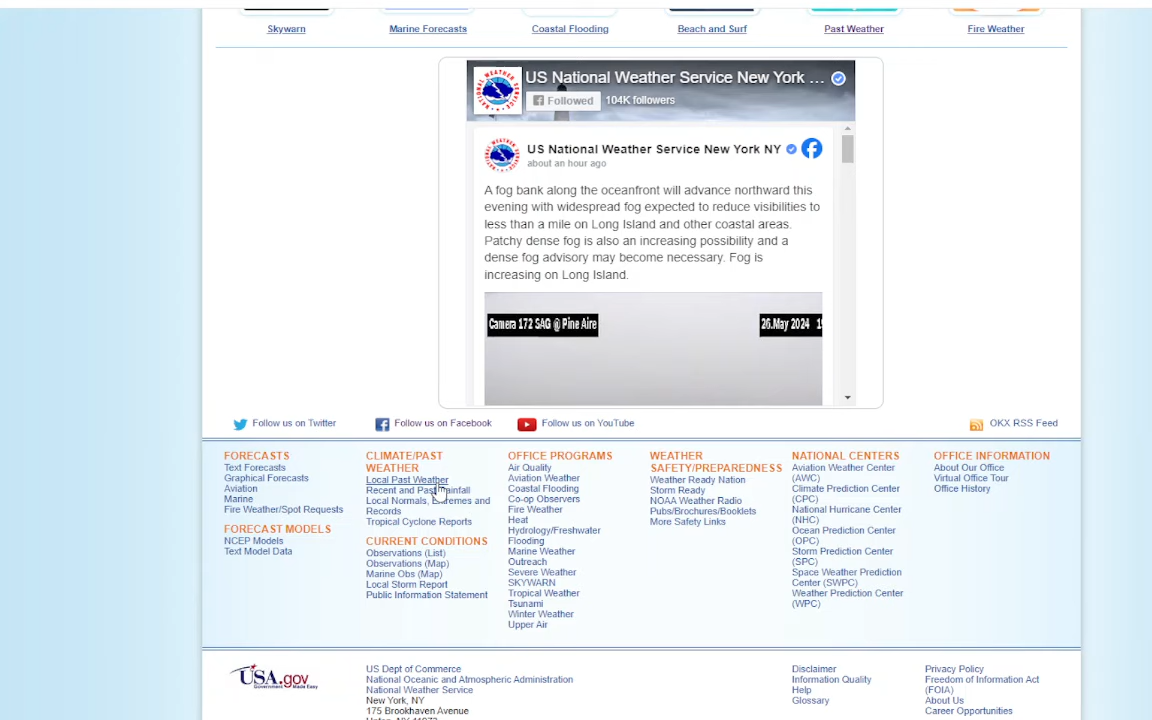 Skywarn
Marine Forecasts
Coastal Flooding
Beach and Surf
Past Weather
Fire Weather
US National Weather Service New York ...
Followed
104K followers
US National Weather Service New York NY
about an hour ago
A fog bank along the oceanfront will advance northward this
evening with widespread fog expected to reduce visibilities to
less than a mile on Long Island and other coastal areas.
Patchy dense fog is also an increasing possibility and a
dense fog advisory may become necessary. Fog is
increasing on Long Island.
Camera 172 SAG @ Pine Aire
26.May 2024
Follow us on Twitter
Follow us on Facebook
Follow us on YouTube
OKX RSS Feed
FORECASTS
Text Forecasts
Graphical Forecasts
Aviation
Marine
Fire Weather/Spot Requests
FORECAST MODELS
NCEP Models
Text Model Data
CLIMATE/PAST
WEATHER
Local Past Weather
Recent and Past Rainfall
Local Normals, Extremes and
Records
Tropical Cyclone Reports
CURRENT CONDITIONS
Observations (List)
Observations (Map)
Marine Obs (Map)
Local Storm Report
Public Information Statement
OFFICE PROGRAMS
Air Quality
Aviation Weather
Coastal Flooding
Co-op Observers
Fire Weather
Heat
Hydrology/Freshwater
Flooding
Marine Weather
Outreach
Severe Weather
SKYWARN
Tropical Weather
Tsunami
Winter Weather
Upper Air
WEATHER
SAFETY/PREPAREDNESS
Weather Ready Nation
Storm Ready
NOAA Weather Radio
Pubs/Brochures/Booklets
More Safety Links
NATIONAL CENTERS
Aviation Weather Center
(AWC)
Climate Prediction Center
(CPC)
National Hurricane Center
(NHC)
Ocean Prediction Center
(OPC)
Storm Prediction Center
(SPC)
Space Weather Prediction
Center (SWPC)
Weather Prediction Center
(WPC)
OFFICE INFORMATION
About Our Office
Virtual Office Tour
Office History
USA.gov
Government Made Easy
US Dept of Commerce
National Oceanic and Atmospheric Administration
National Weather Service
New York, NY
175 Brookhaven Avenue
Disclaimer
Information Quality
Help
Glossary
Privacy Policy
Freedom of Information Act
(FOIA)
About Us
Career Opportunities